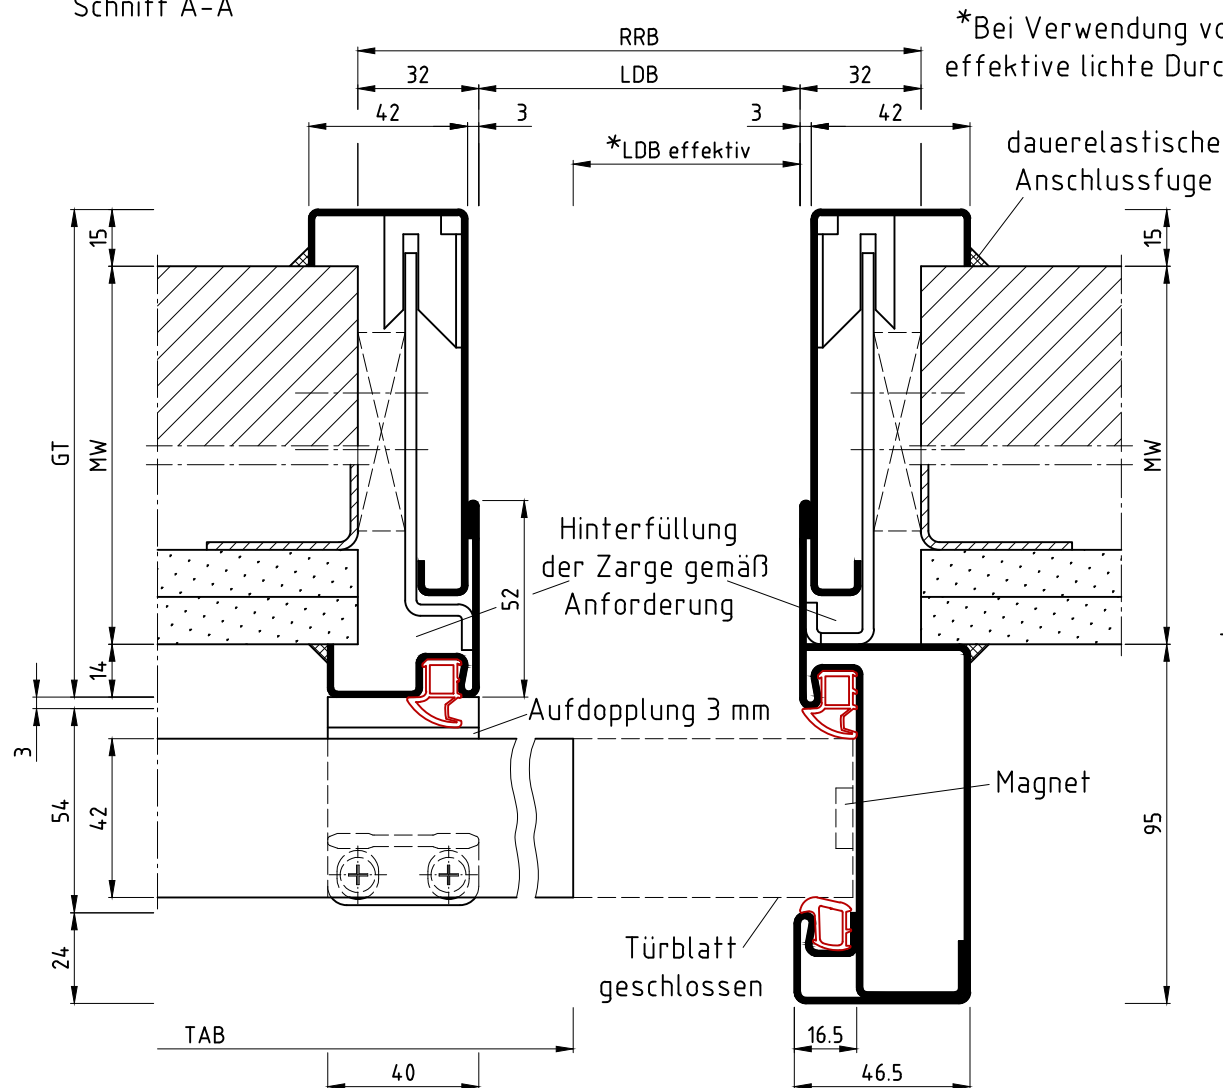 Schnitt A-A
*Bei Verwendung vo
effektive lichte Durc
RRB
32
LDB
32
42
3
3
42
*LDB effektiv
dauerelastische
Anschlussfuge
15
15
GT
MW
MW
Hinterfüllung
der Zarge gemäß
Anforderung
52
14
Aufdopplung 3 mm
3
54
42
Magnet
95
24
Türblatt
geschlossen
TAB
16.5
40
46.5